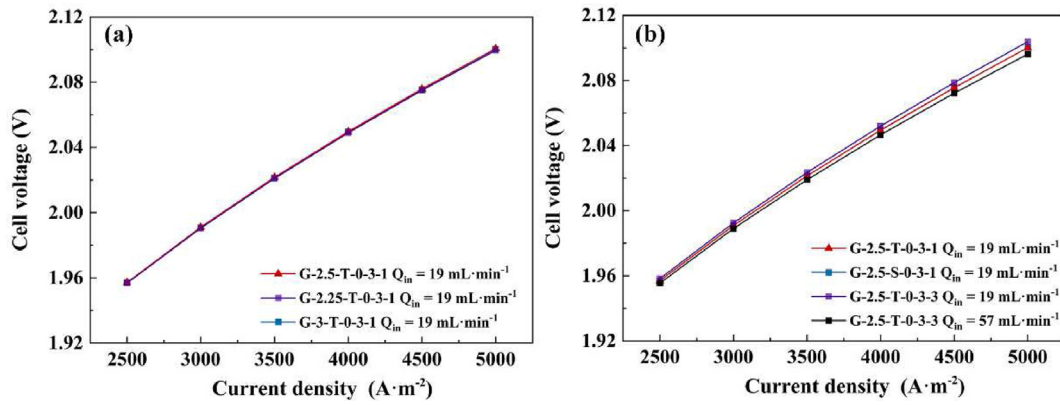 (a)
Cell voltage (V)
2.12
2.08
2.04
2.00
1.96
1.92
G-2.5-T-0-3-1 Qin = 19 mL·min⁻¹
G-2.25-T-0-3-1 Qin = 19 mL·min⁻¹
G-3-T-0-3-1 Qin = 19 mL·min⁻¹
2500 3000 3500 4000 4500 5000
Current density (A·m⁻²)
(b)
Cell voltage (V)
2.12
2.08
2.04
2.00
1.96
1.92
G-2.5-T-0-3-1 Qin = 19 mL·min⁻¹
G-2.5-S-0-3-1 Qin = 19 mL·min⁻¹
G-2.5-T-0-3-3 Qin = 19 mL·min⁻¹
G-2.5-T-0-3-3 Qin = 57 mL·min⁻¹
2500 3000 3500 4000 4500 5000
Current density (A·m⁻²)